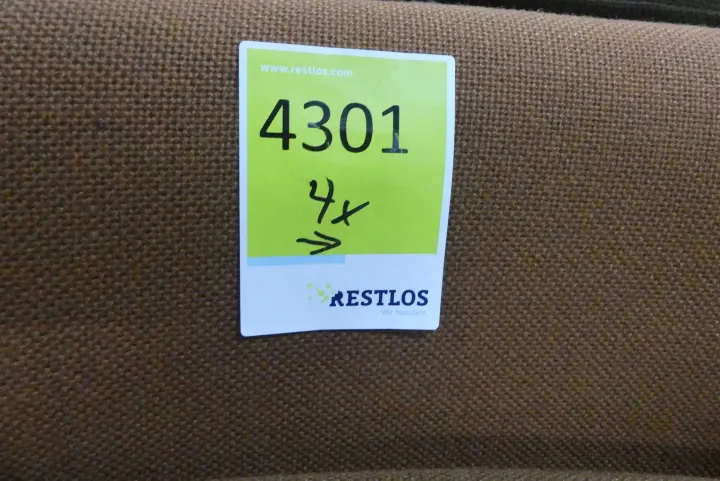 www.restlos.com
4301
4x
→
RESTLOS
Wir handeln.